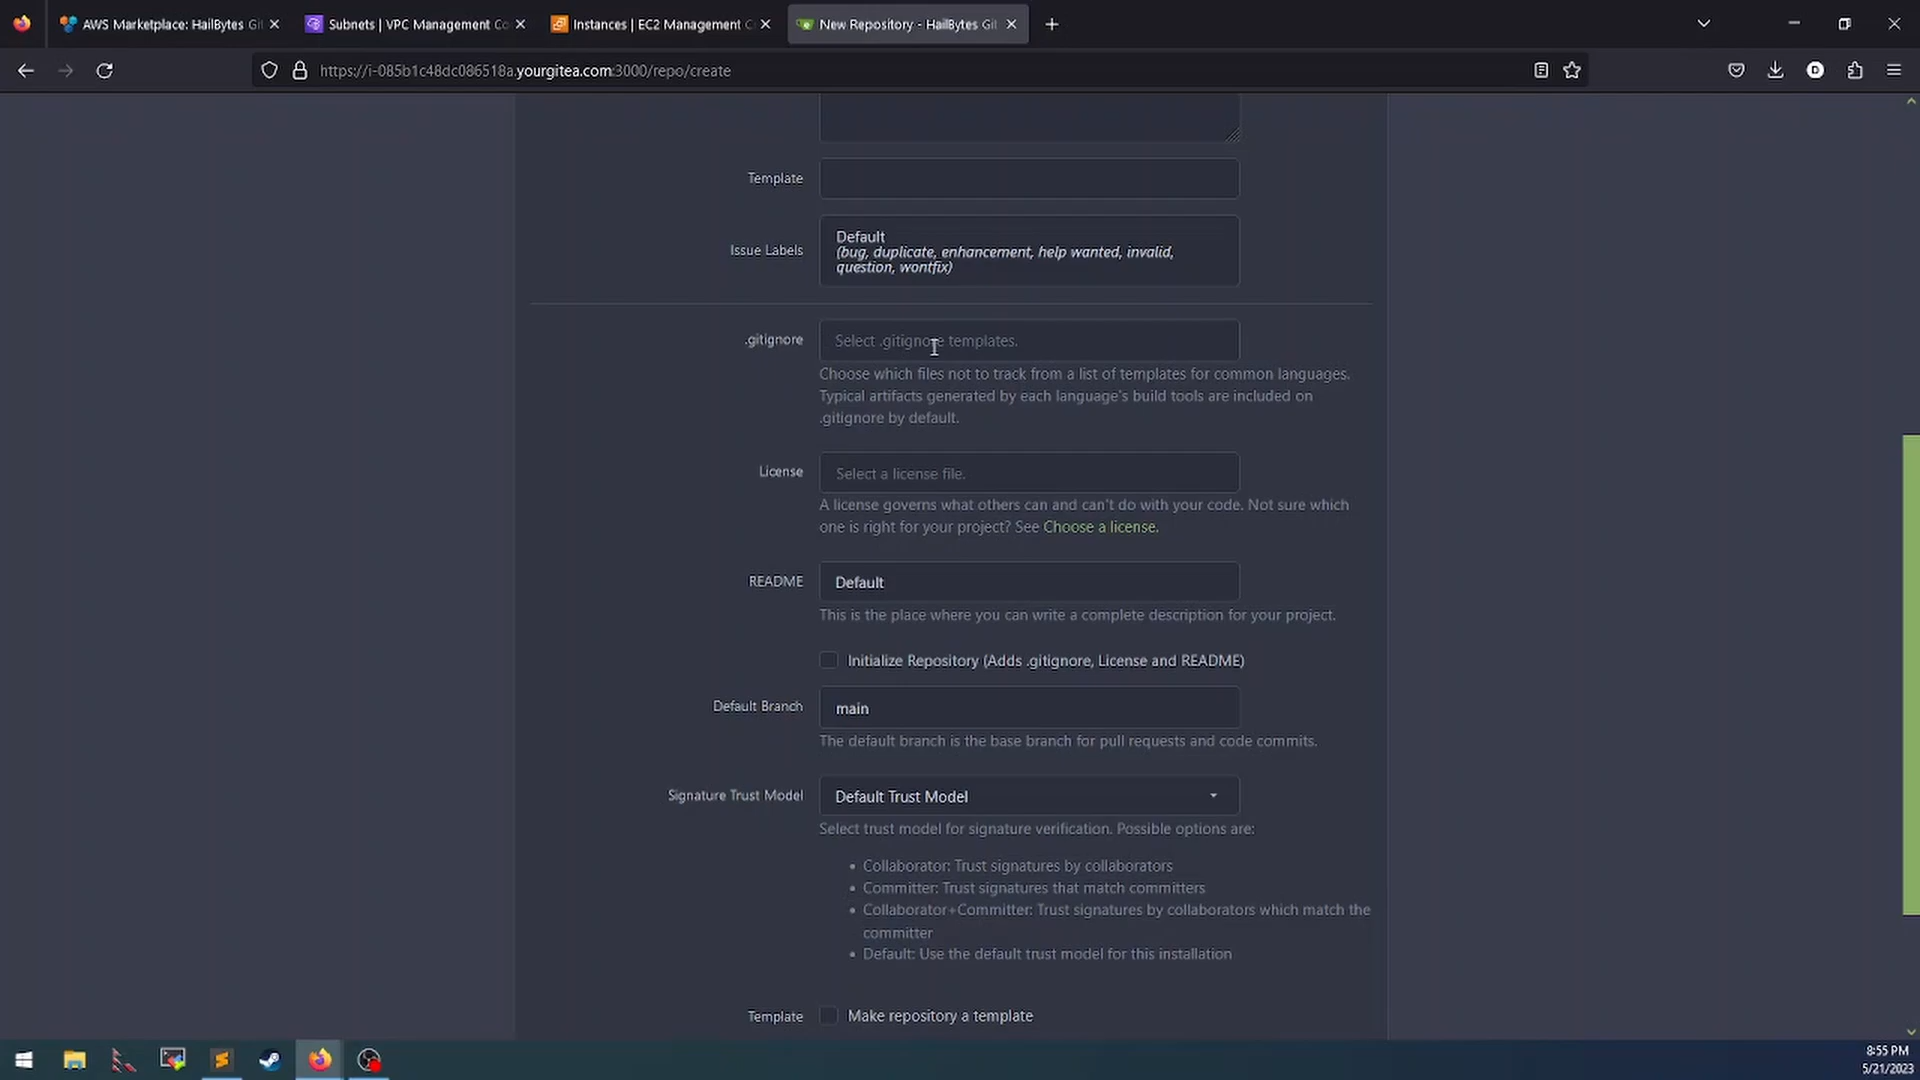 AWS Marketplace: HailBytes Git
Subnets | VPC Management Co
Instances | EC2 Management C
New Repository - HailBytes Git
https://i-085b1c48dc086518a.yourgitea.com:3000/repo/create
Template
Issue Labels
Default
(bug, duplicate, enhancement, help wanted, invalid,
question, wontfix)
.gitignore
Select .gitignore templates.
Choose which files not to track from a list of templates for common languages.
Typical artifacts generated by each language's build tools are included on
.gitignore by default.
License
Select a license file.
A license governs what others can and can't do with your code. Not sure which
one is right for your project? See Choose a license.
README
Default
This is the place where you can write a complete description for your project.
Initialize Repository (Adds .gitignore, License and README)
Default Branch
main
The default branch is the base branch for pull requests and code commits.
Signature Trust Model
Default Trust Model
Select trust model for signature verification. Possible options are:
• Collaborator: Trust signatures by collaborators
• Committer: Trust signatures that match committers
• Collaborator+Committer: Trust signatures by collaborators which match the
committer
• Default: Use the default trust model for this installation
Template
Make repository a template
8:55 PM
5/21/2023